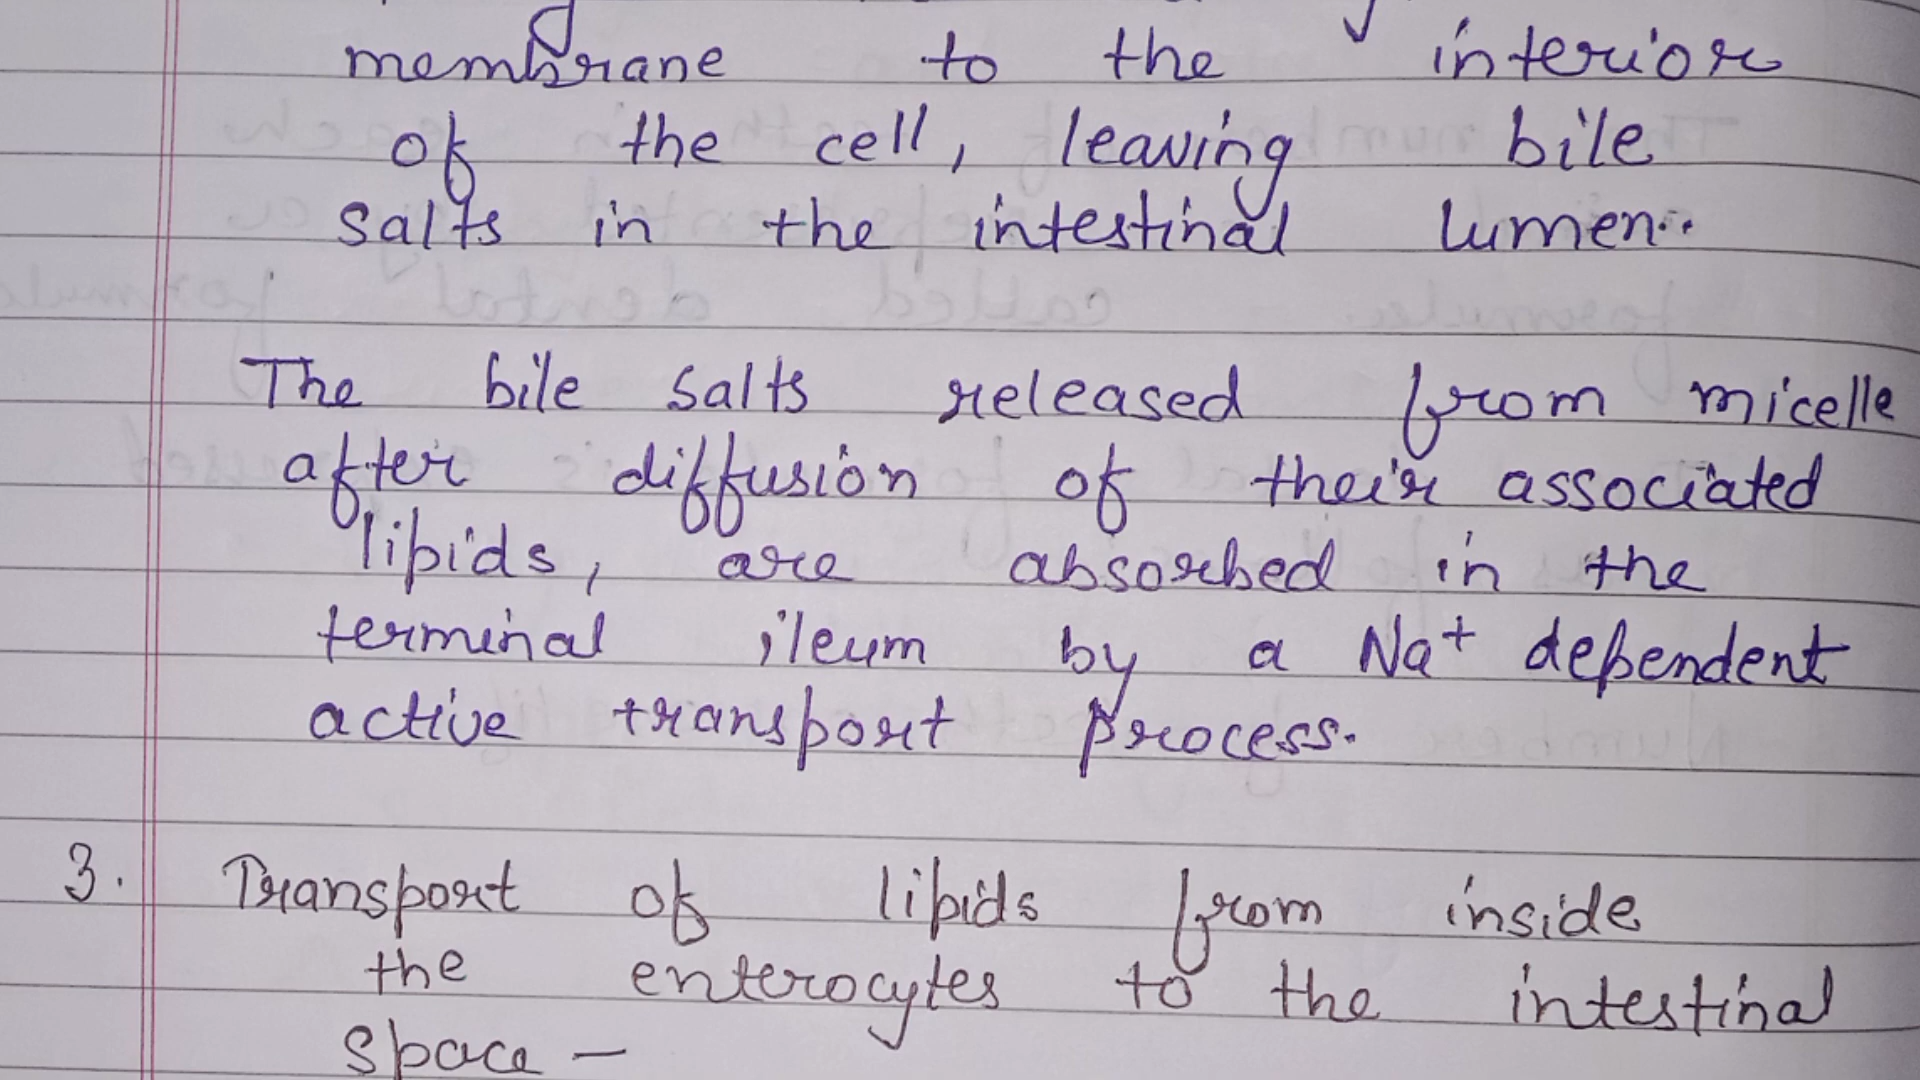 membrane to the interior
of the cell, leaving bile
salts in the intestinal lumen..
The bile salts released from micelle
after diffusion of their associated
lipids, are absorbed in the
terminal ileum by a Na+ dependent
active transport process.
3. Transport of lipids from inside
the enterocytes to the intestinal
space —